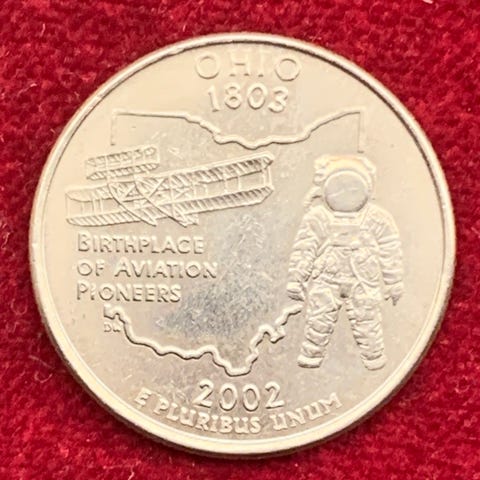 OHIO
1803
BIRTHPLACE
OF AVIATION
PIONEERS
2002
E PLURIBUS UNUM